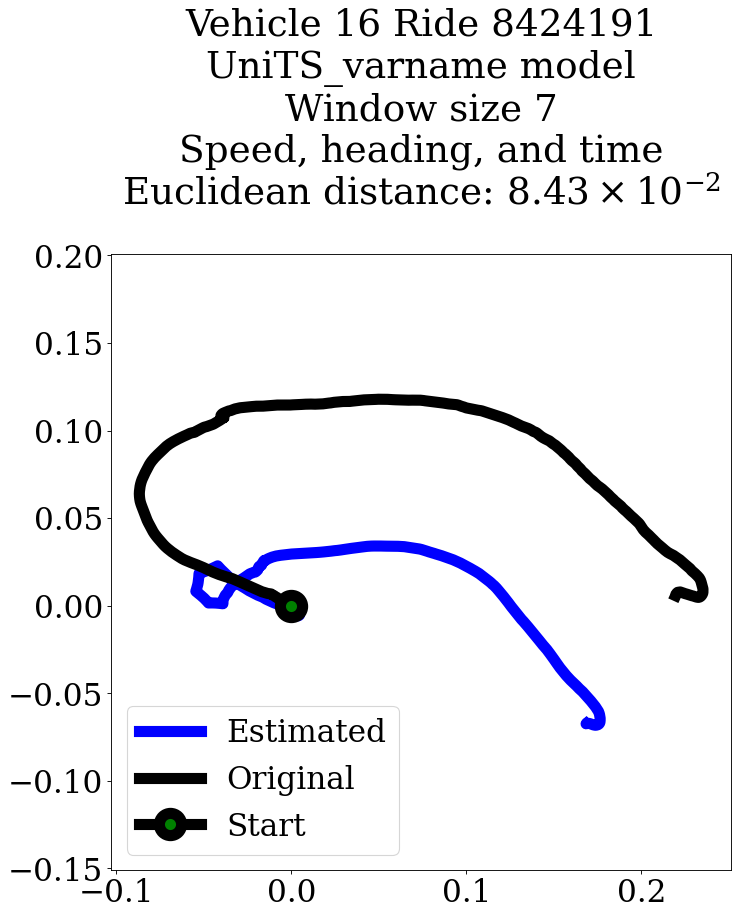 Vehicle 16 Ride 8424191
UniTS_varname model
Window size 7
Speed, heading, and time
Euclidean distance: 8.43 × 10⁻²
0.20
0.15
0.10
0.05
0.00
−0.05
−0.10
−0.15
Estimated
Original
Start
−0.1
0.0
0.1
0.2